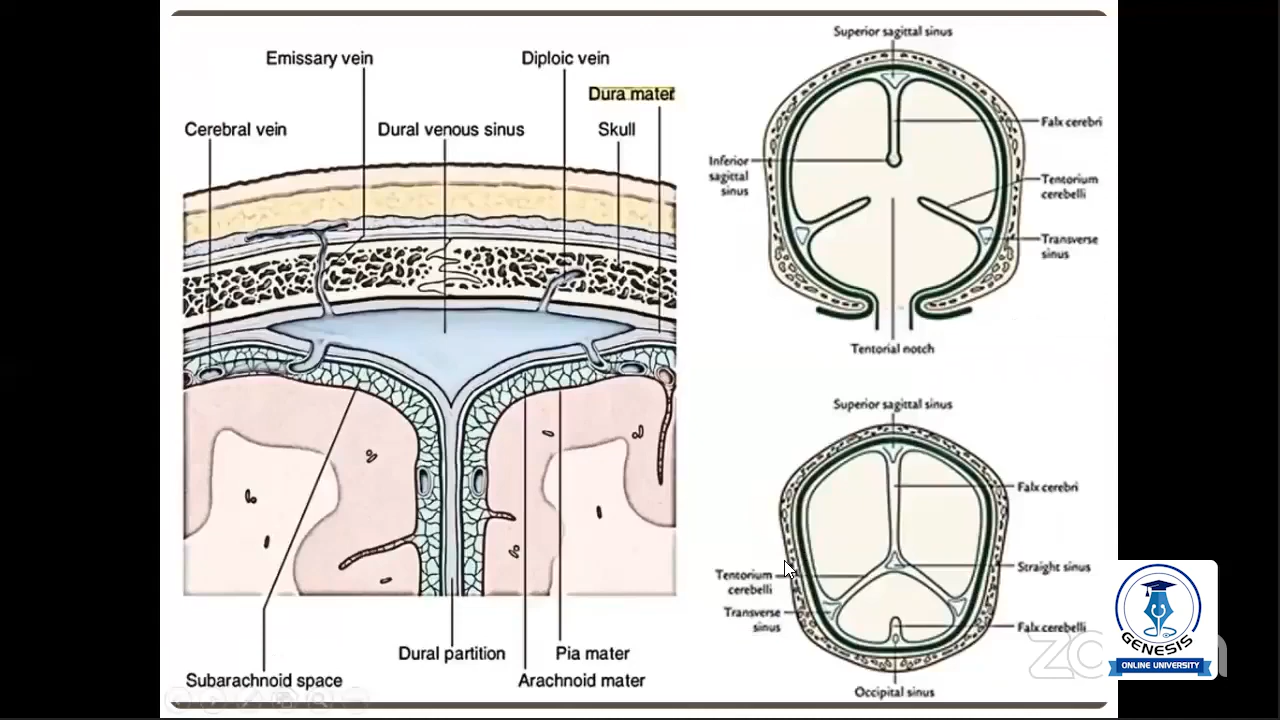 Emissary vein
Diploic vein
Dura mater
Cerebral vein
Dural venous sinus
Skull
Dural partition
Pia mater
Subarachnoid space
Arachnoid mater
Superior sagittal sinus
Falx cerebri
Inferior
sagittal
sinus
Tentorium
cerebelli
Transverse
sinus
Tentorial notch
Superior sagittal sinus
Falx cerebri
Straight sinus
Tentorium
cerebelli
Transverse
sinus
Falx cerebelli
Occipital sinus
GENESIS
ONLINE UNIVERSITY